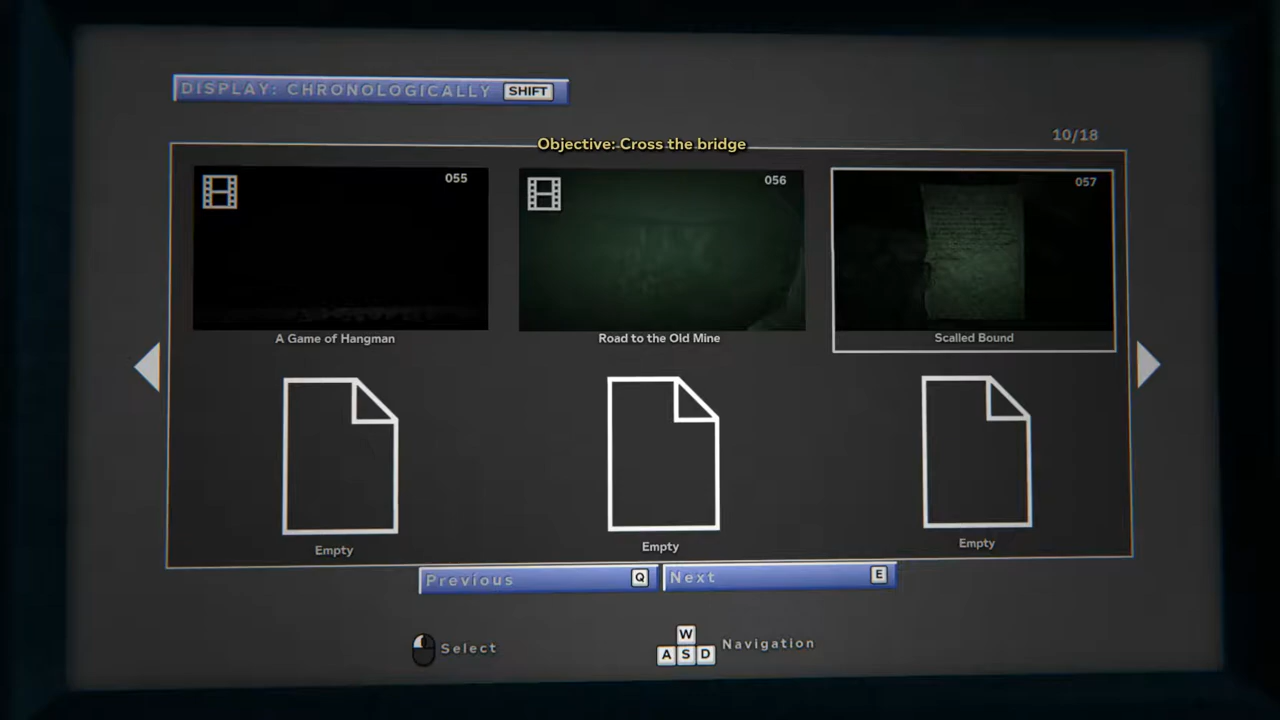 DISPLAY: CHRONOLOGICALLY SHIFT
10/18
Objective: Cross the bridge
055
056
057
A Game of Hangman
Road to the Old Mine
Scalled Bound
Empty
Empty
Empty
Previous Q
Next E
Select
W
A S D
Navigation